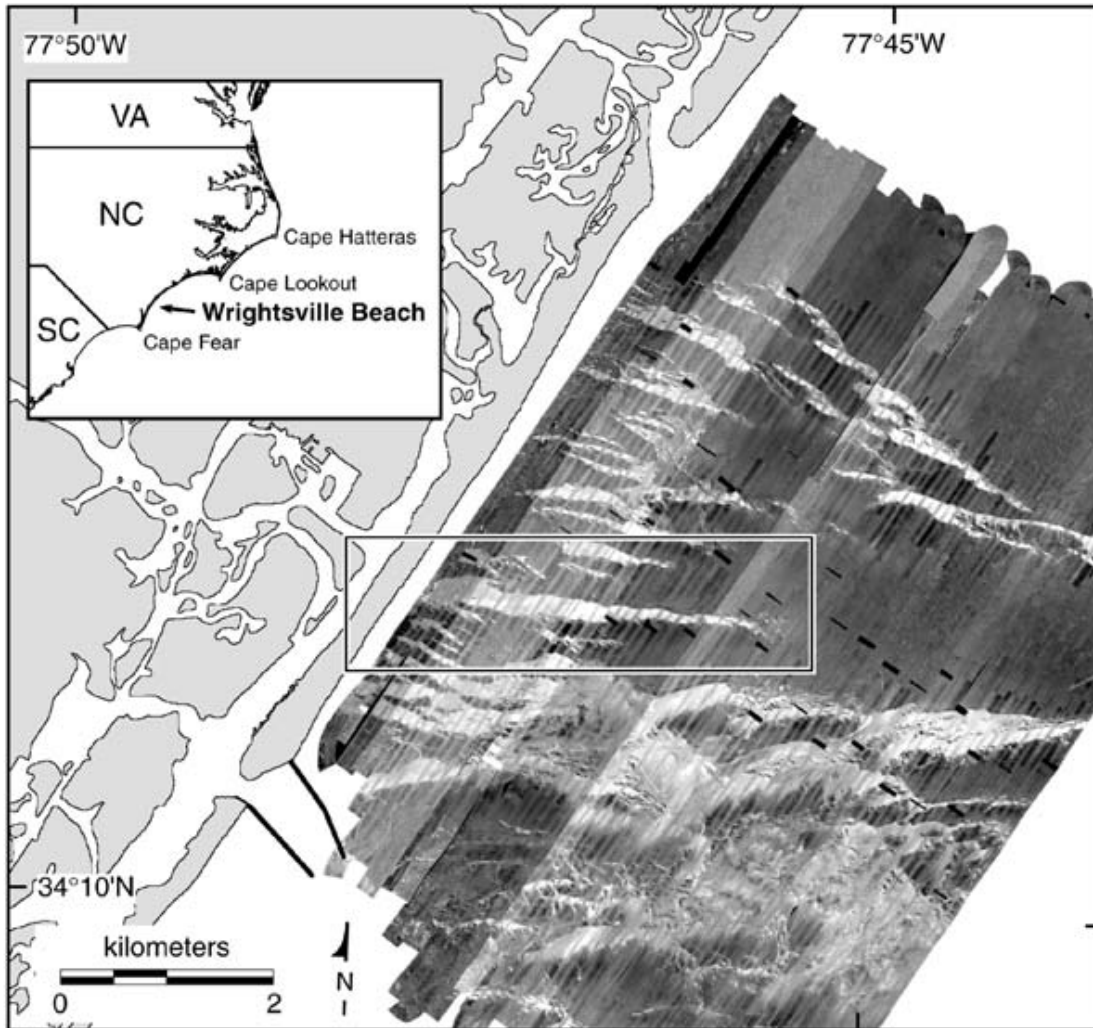 77°50'W
77°45'W
VA
NC
Cape Hatteras
Cape Lookout
Wrightsville Beach
SC
Cape Fear
34°10'N
kilometers
0 2
N